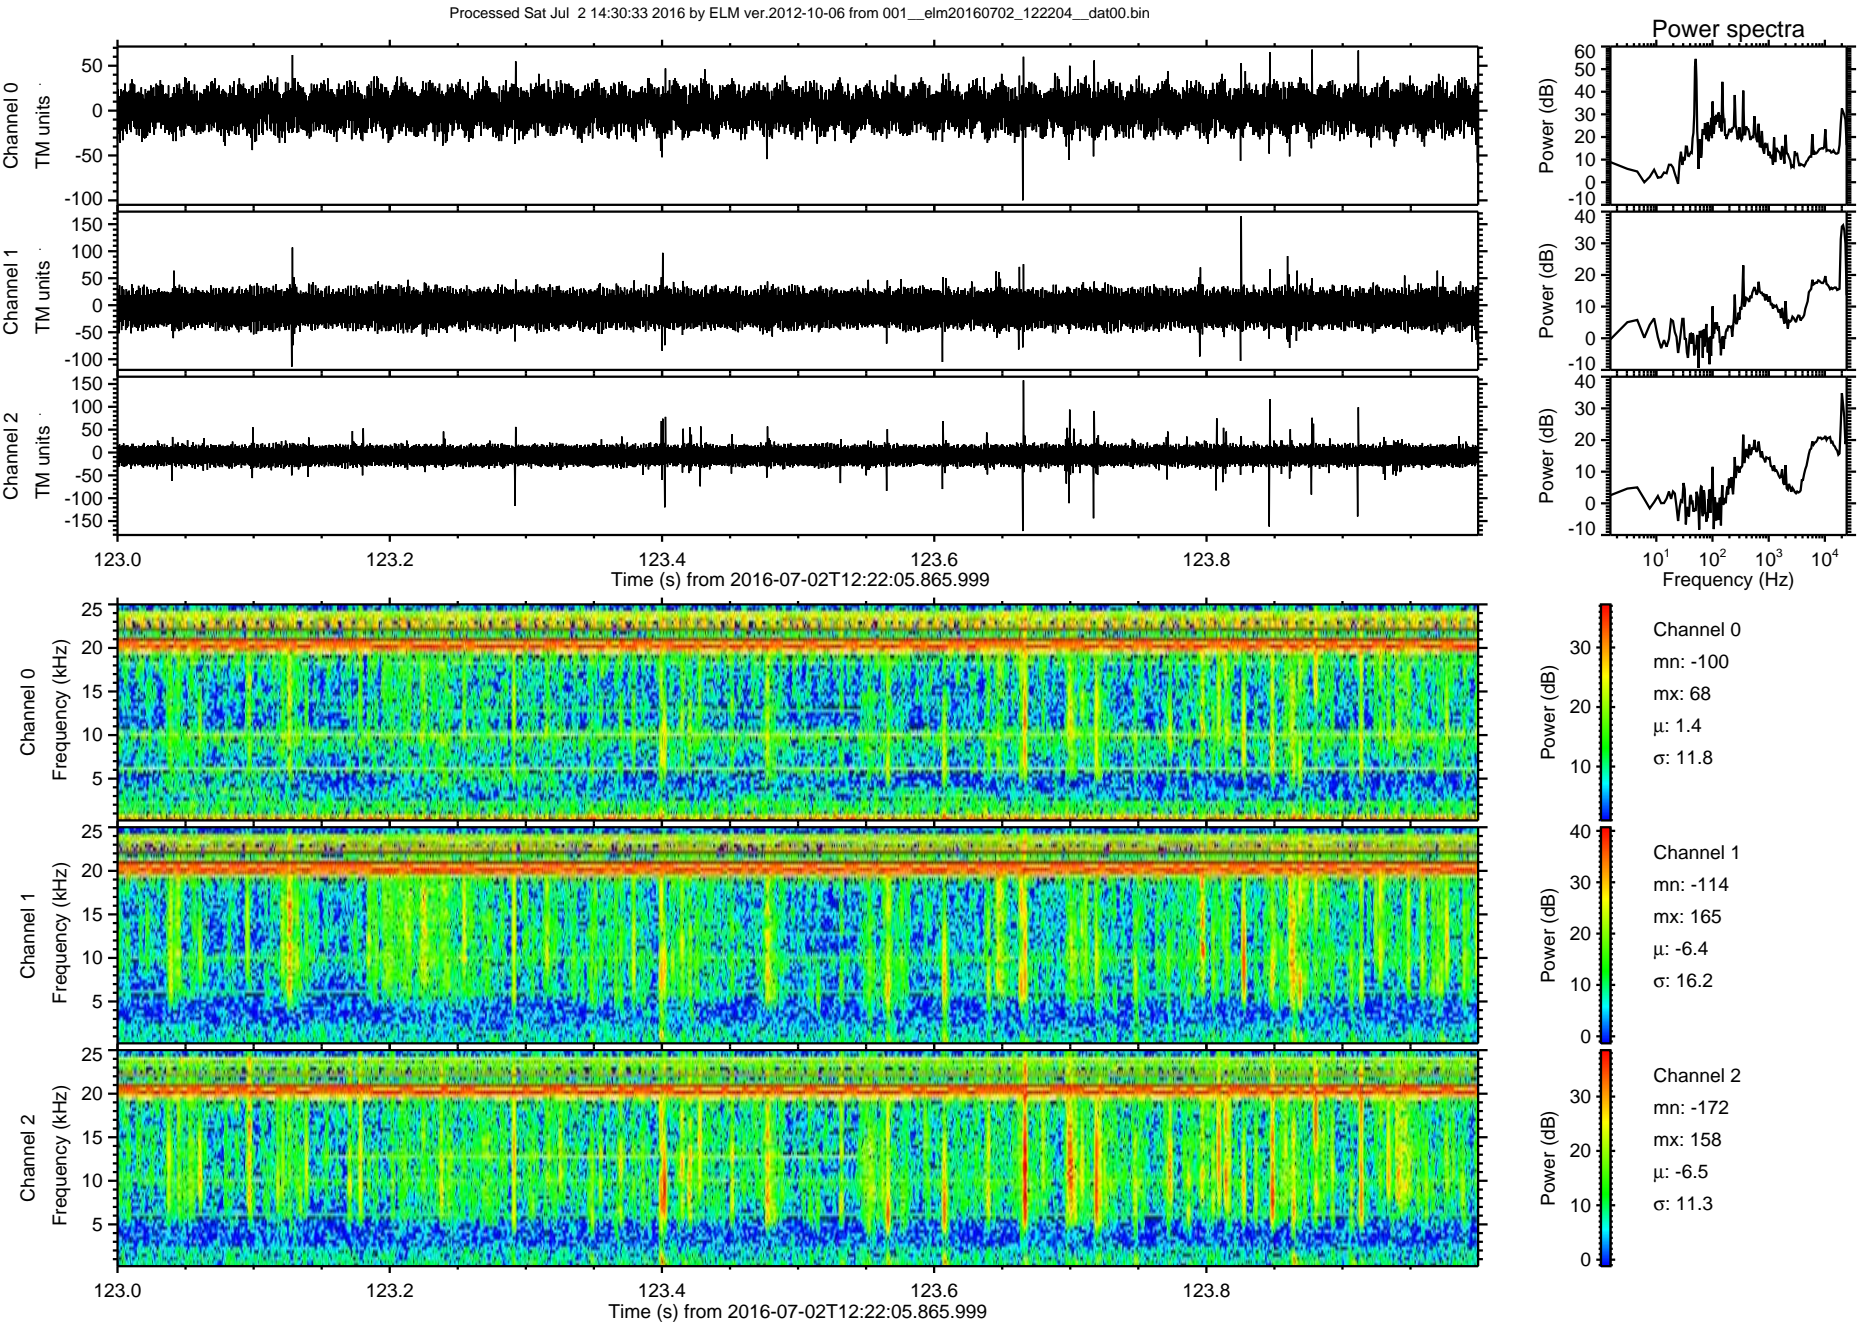 Processed Sat Jul  2 14:30:33 2016 by ELM ver.2012-10-06 from 001__elm20160702_122204__dat00.bin
Power spectra
Channel 0
TM units
50
0
-50
-100
Power (dB)
60
50
40
30
20
10
0
-10
Channel 1
TM units
150
100
50
0
-50
-100
Power (dB)
40
30
20
10
0
-10
Channel 2
TM units
150
100
50
0
-50
-100
-150
Power (dB)
40
30
20
10
0
-10
123.0 123.2 123.4 123.6 123.8
Time (s) from 2016-07-02T12:22:05.865.999
10¹ 10² 10³ 10⁴
Frequency (Hz)
Channel 0
Frequency (kHz)
25
20
15
10
5
Power (dB)
30
20
10
Channel 0
mn: -100
mx: 68
μ: 1.4
σ: 11.8
Channel 1
Frequency (kHz)
25
20
15
10
5
Power (dB)
40
30
20
10
0
Channel 1
mn: -114
mx: 165
μ: -6.4
σ: 16.2
Channel 2
Frequency (kHz)
25
20
15
10
5
Power (dB)
30
20
10
0
Channel 2
mn: -172
mx: 158
μ: -6.5
σ: 11.3
123.0 123.2 123.4 123.6 123.8
Time (s) from 2016-07-02T12:22:05.865.999